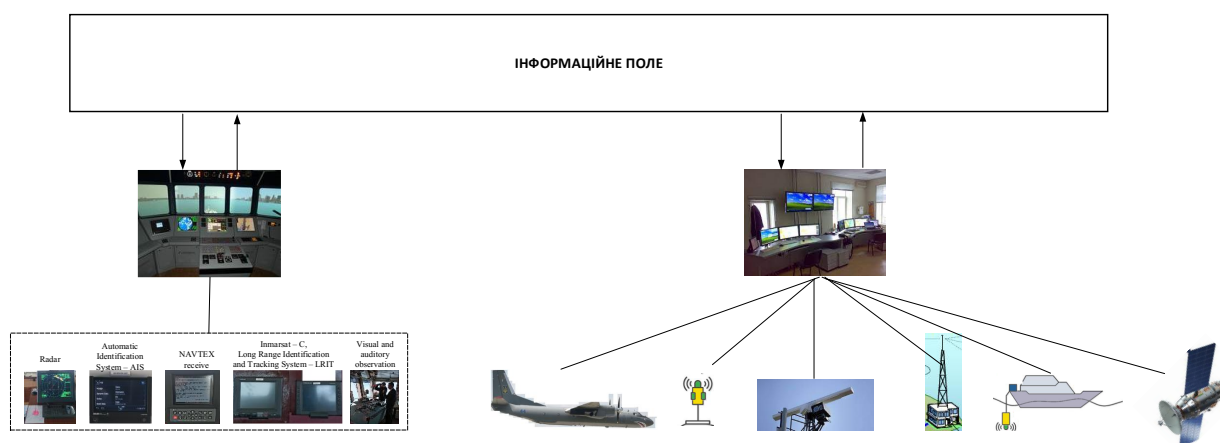 ІНФОРМАЦІЙНЕ ПОЛЕ
Radar
Automatic
Identification
System – AIS
NAVTEX
receive
Inmarsat – C,
Long Range Identification
and Tracking System – LRIT
Visual and
auditory
observation